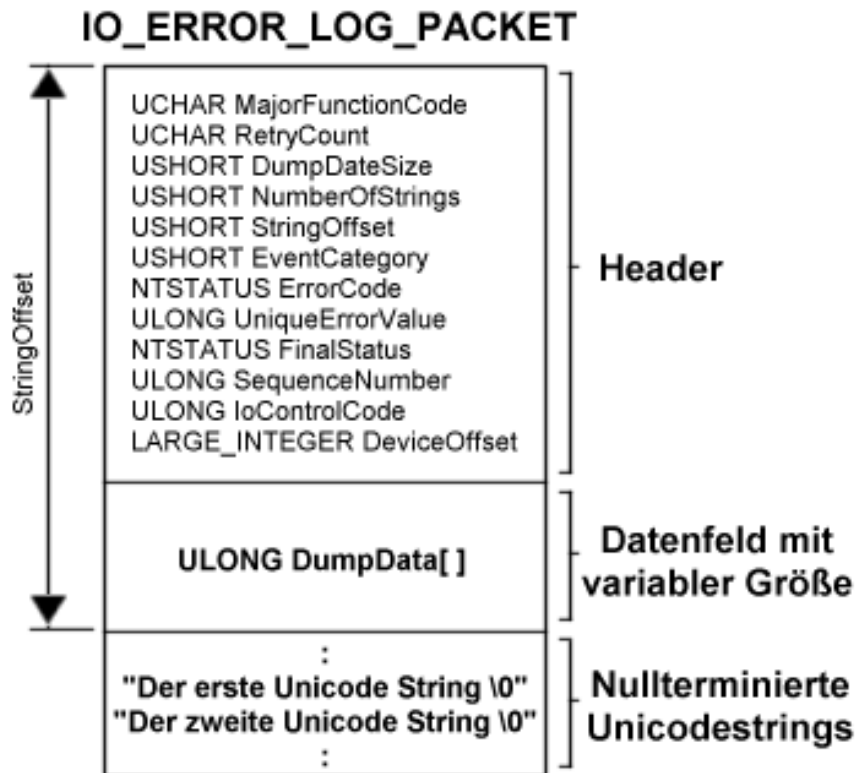 IO_ERROR_LOG_PACKET
UCHAR MajorFunctionCode
UCHAR RetryCount
USHORT DumpDateSize
USHORT NumberOfStrings
USHORT StringOffset
USHORT EventCategory
NTSTATUS ErrorCode
ULONG UniqueErrorValue
NTSTATUS FinalStatus
ULONG SequenceNumber
ULONG IoControlCode
LARGE_INTEGER DeviceOffset
Header
StringOffset
ULONG DumpData[ ]
Datenfeld mit
variabler Größe
:
"Der erste Unicode String \0"
"Der zweite Unicode String \0"
:
Nullterminierte
Unicodestrings